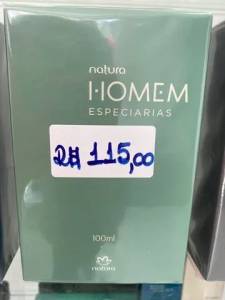 natura
HOMEM
ESPECIARIAS
R$ 115,00
100ml
natura